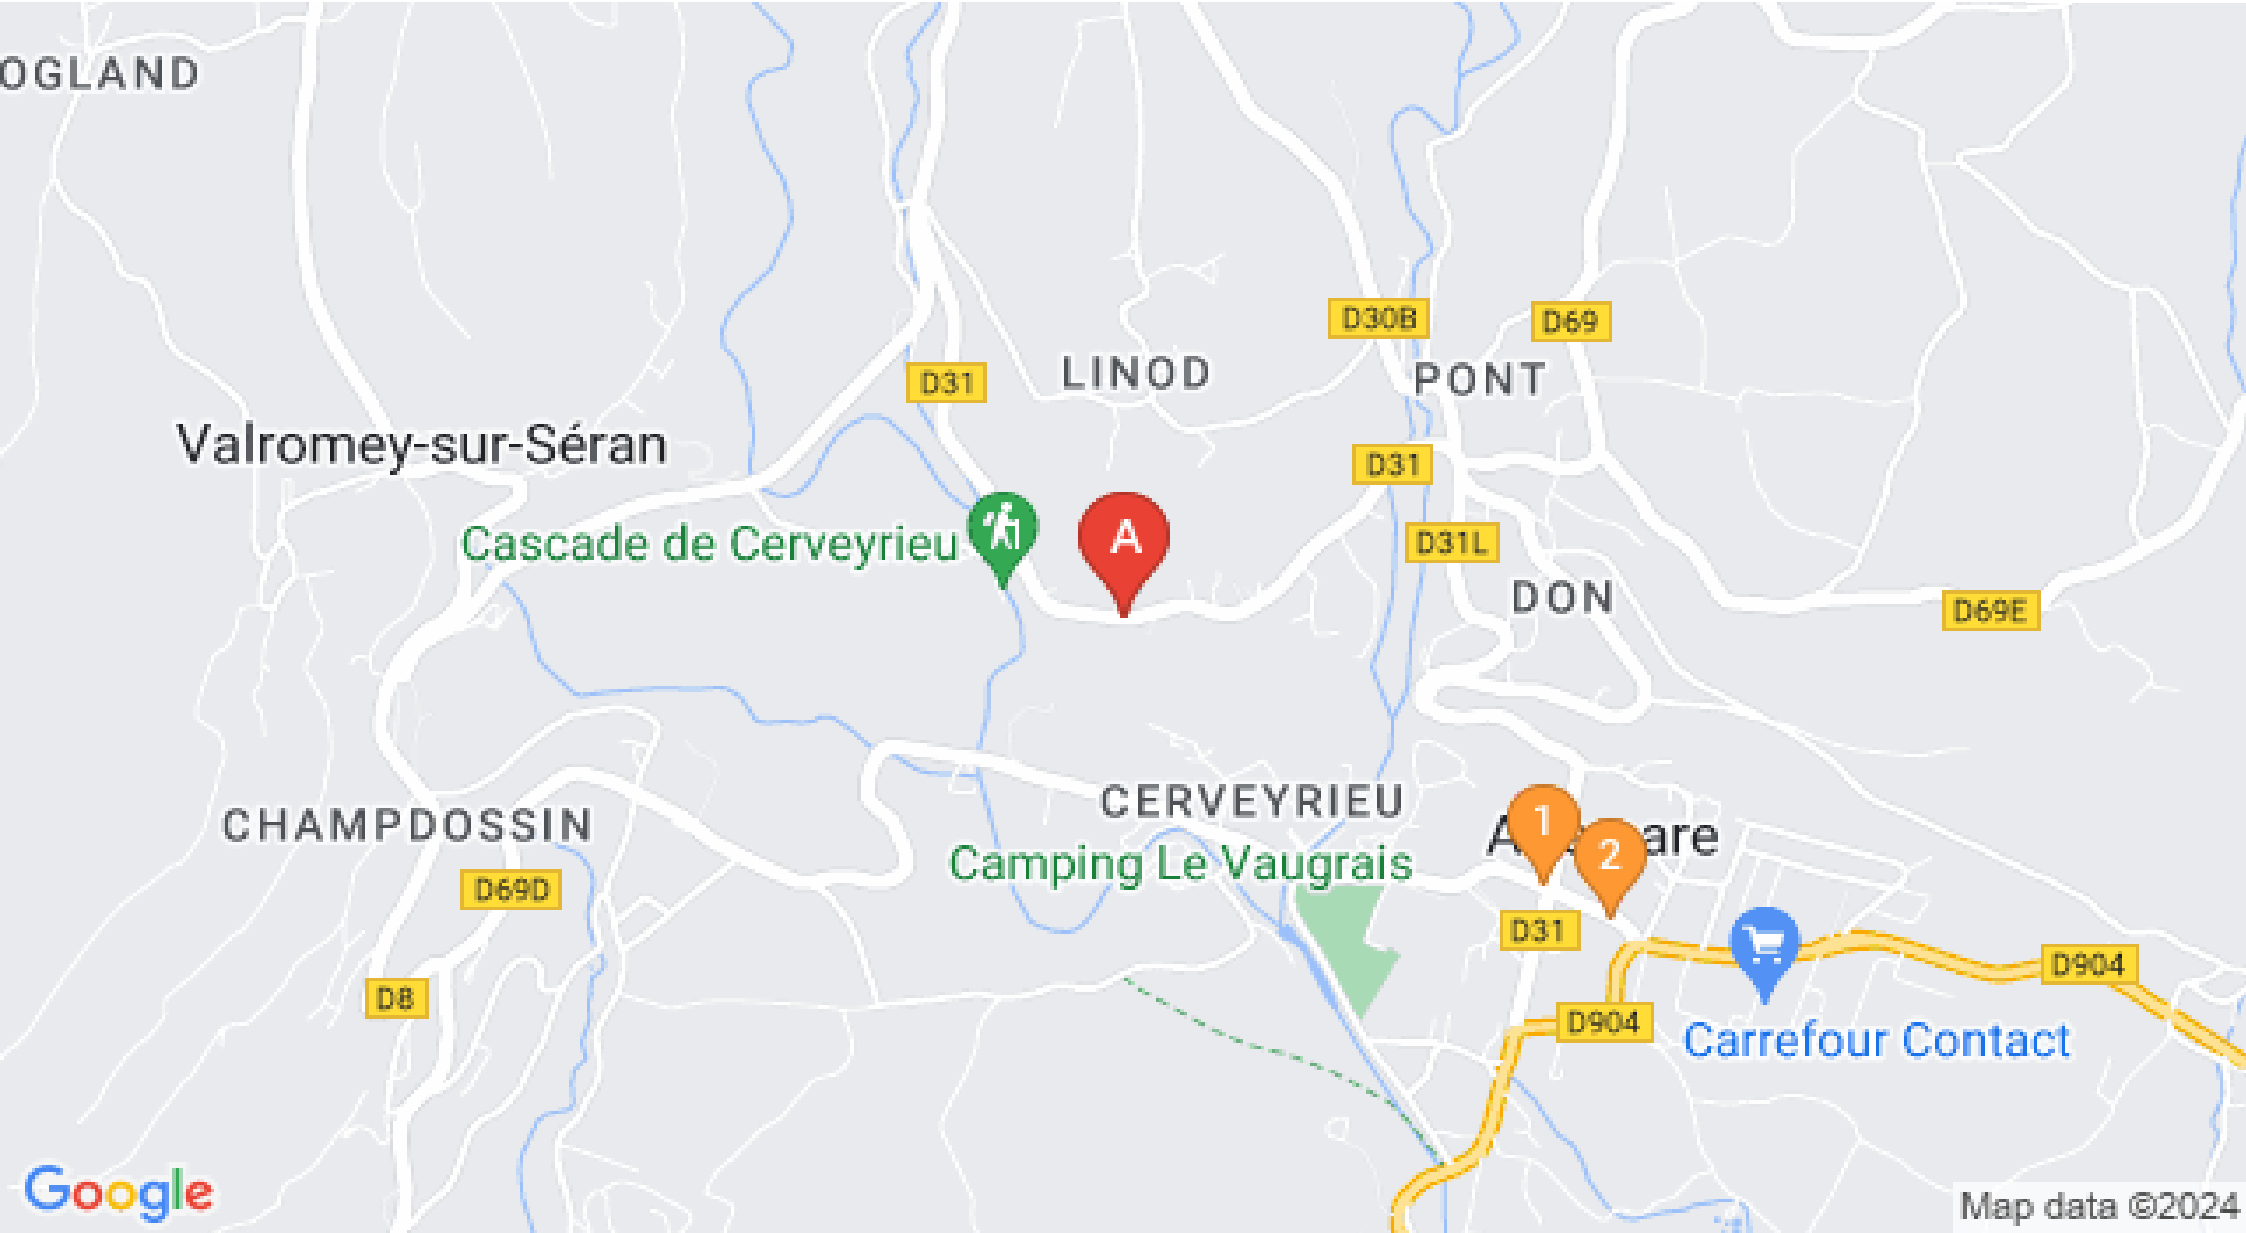 OGLAND
D30B
D69
LINOD
D31
PONT
Valromey-sur-Séran
D31
Cascade de Cerveyrieu
A
D31L
DON
D69E
CERVEYRIEU
CHAMPDOSSIN
1
2
are
Camping Le Vaugrais
D69D
D31
D904
D8
D904
Carrefour Contact
Google
Map data ©2024